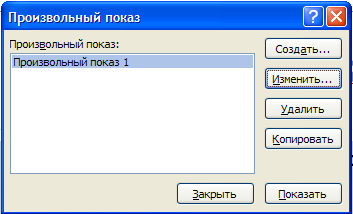 Произвольный показ
Произвольный показ:
Произвольный показ 1
Создать...
Изменить...
Удалить
Копировать
Закрыть
Показать